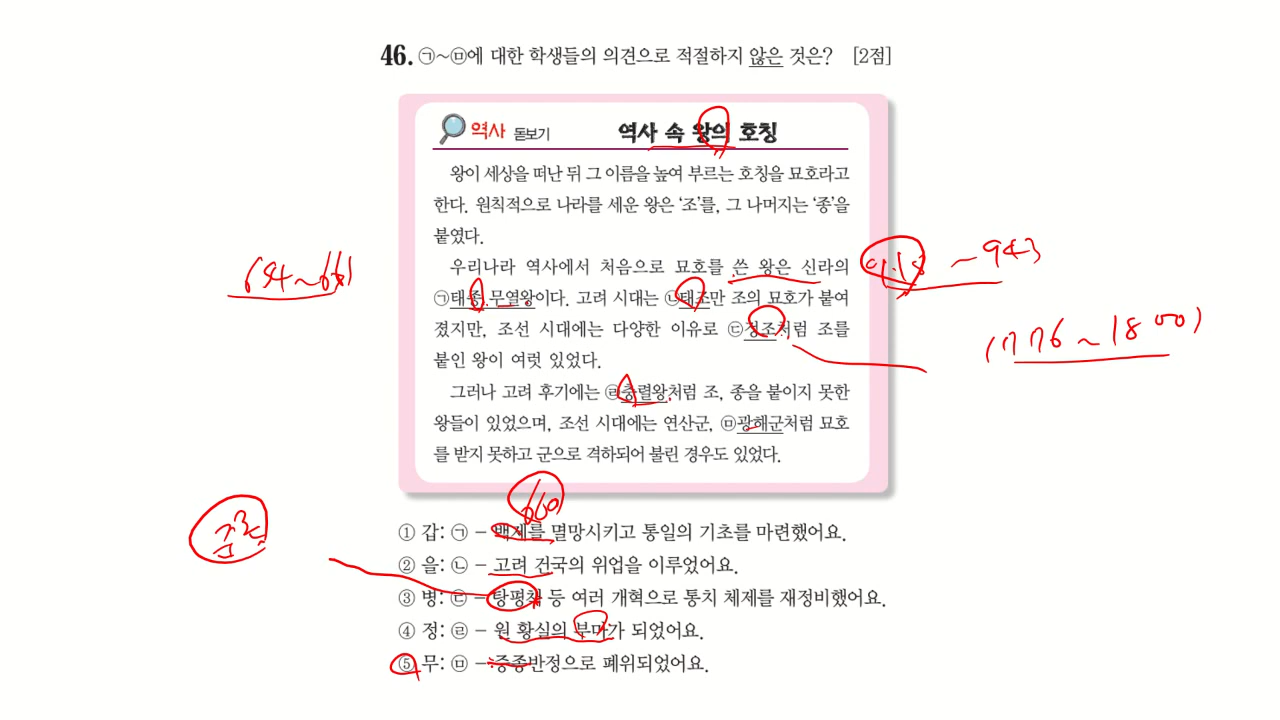 46. ㉠~㉤에 대한 학생들의 의견으로 적절하지 않은 것은? [2점]
역사 돋보기 역사 속 왕의 호칭
왕이 세상을 떠난 뒤 그 이름을 높여 부르는 호칭을 묘호라고
한다. 원칙적으로 나라를 세운 왕은 ‘조’를, 그 나머지는 ‘종’을
붙였다.
우리나라 역사에서 처음으로 묘호를 쓴 왕은 신라의
㉠태종 무열왕이다. 고려 시대는 ㉡태조만 조의 묘호가 붙여
졌지만, 조선 시대에는 다양한 이유로 ㉢정조처럼 조를
붙인 왕이 여럿 있었다.
그러나 고려 후기에는 ㉣충렬왕처럼 조, 종을 붙이지 못한
왕들이 있었으며, 조선 시대에는 연산군, ㉤광해군처럼 묘호
를 받지 못하고 군으로 격하되어 불린 경우도 있었다.
654~661
918 ~ 943
(1776~1800)
660
① 갑: ㉠ - 백제를 멸망시키고 통일의 기초를 마련했어요.
② 을: ㉡ - 고려 건국의 위업을 이루었어요.
③ 병: ㉢ - 탕평책 등 여러 개혁으로 통치 체제를 재정비했어요.
④ 정: ㉣ - 원 황실의 부마가 되었어요.
⑤ 무: ㉤ - 중종반정으로 폐위되었어요.